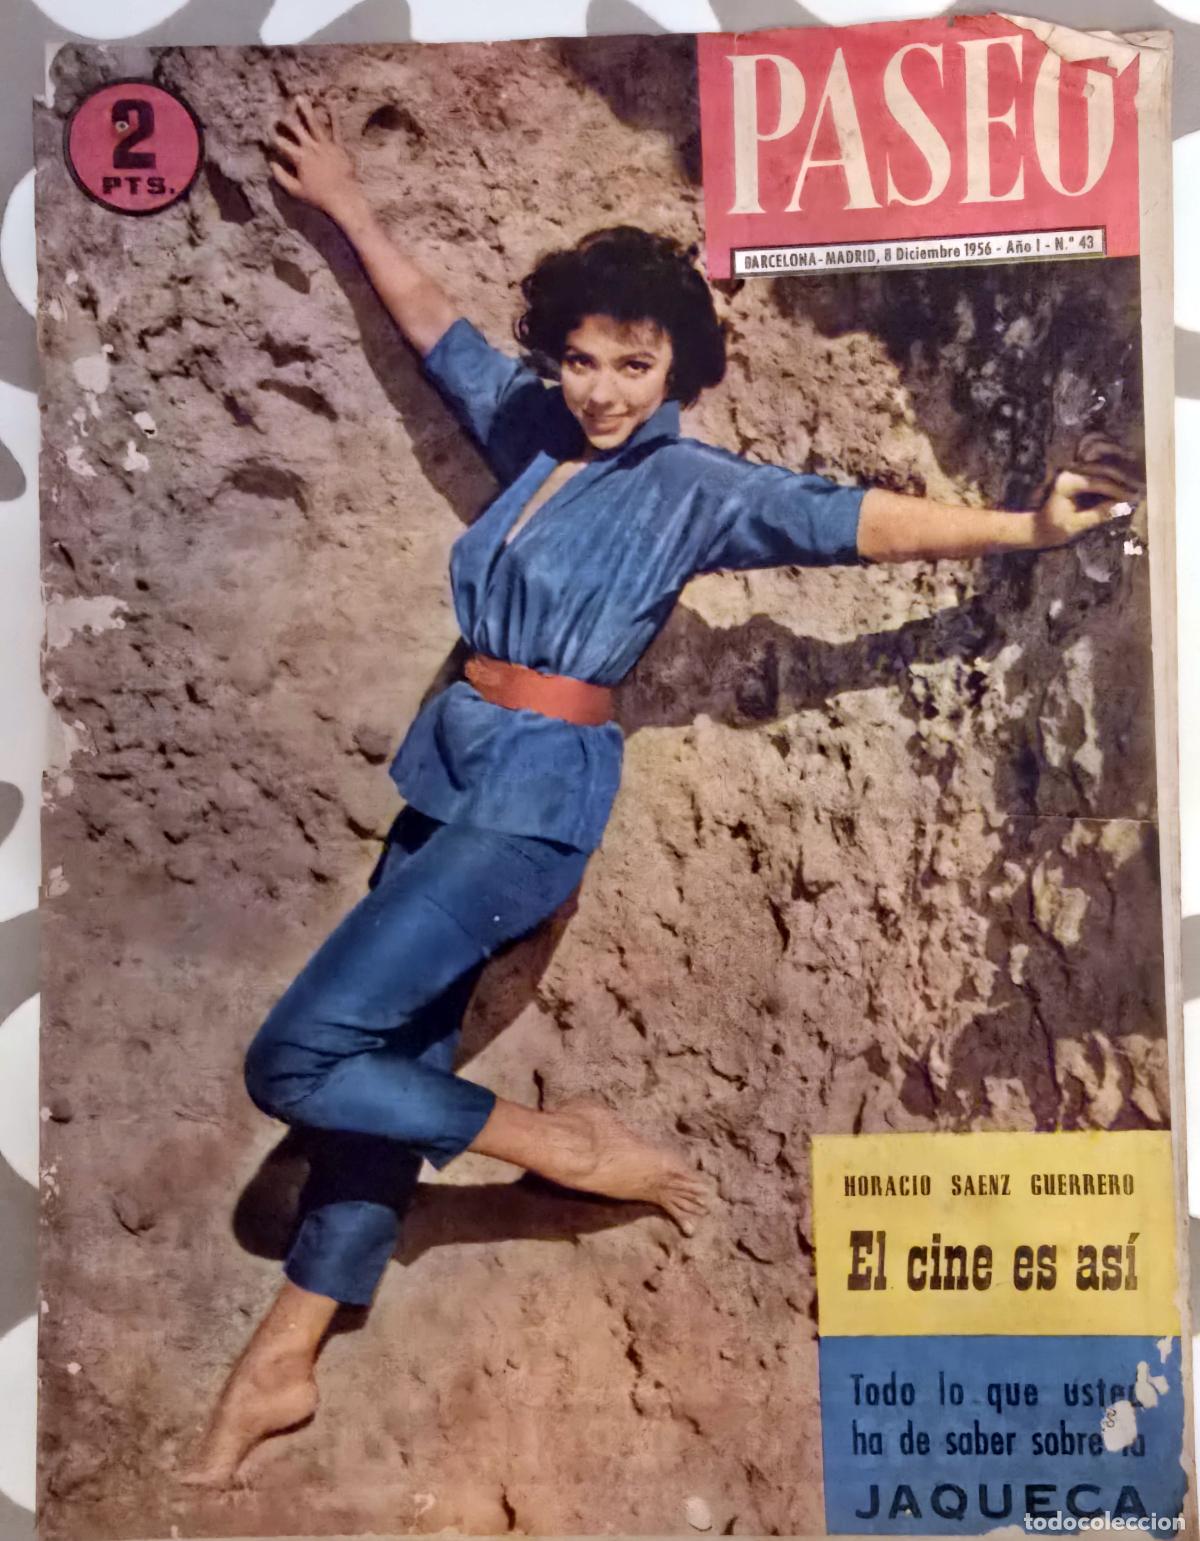 2
PTS.
PASEO
BARCELONA-MADRID, 8 Diciembre 1956 - Año I - N.º 43
HORACIO SAENZ GUERRERO
El cine es así
Todo lo que usted
ha de saber sobre la
JAQUECA
todocoleccion